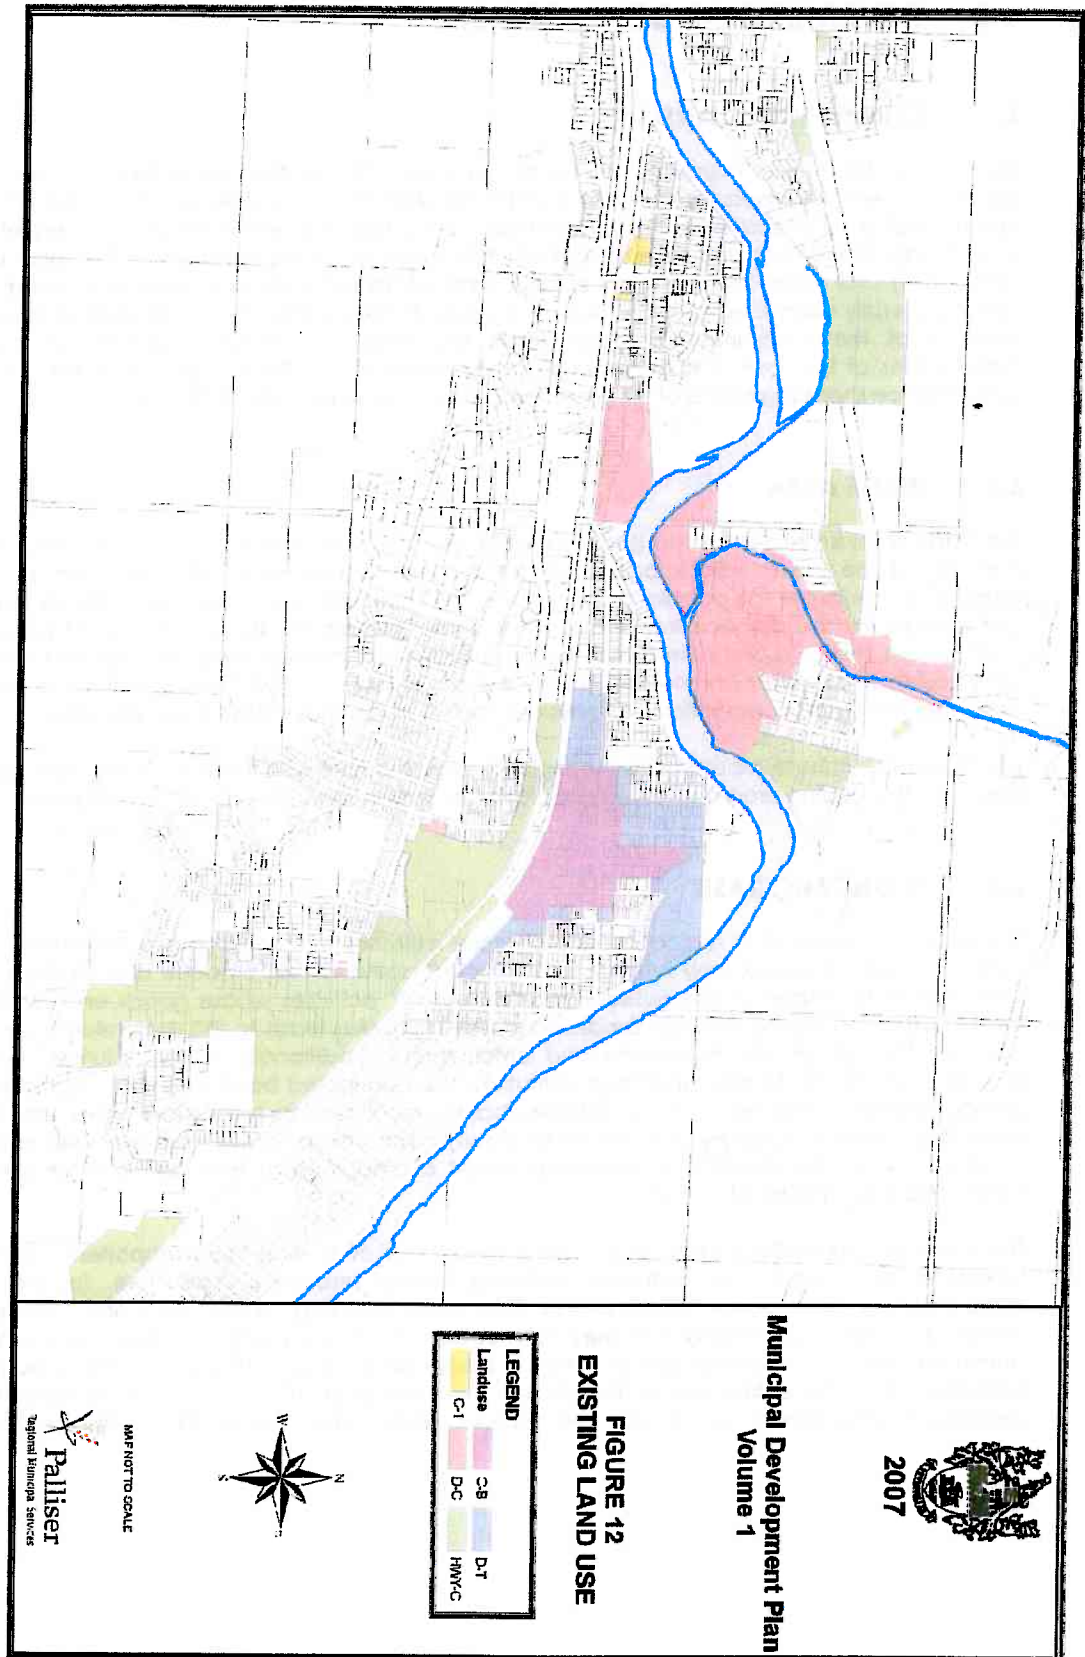 2007
Municipal Development Plan
Volume 1
FIGURE 12
EXISTING LAND USE
LEGEND
Landuse
C-B
D-T
C-1
D-C
HWY-C
N
W
S
MAP NOT TO SCALE
Palliser
Regional Municipal Services